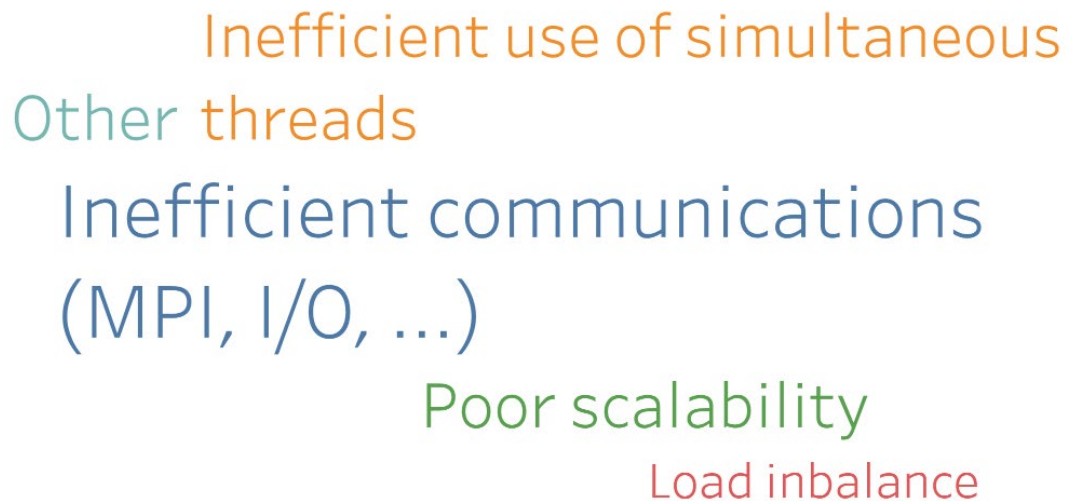 Inefficient use of simultaneous
Other threads
Inefficient communications
(MPI, I/O, ...)
Poor scalability
Load inbalance